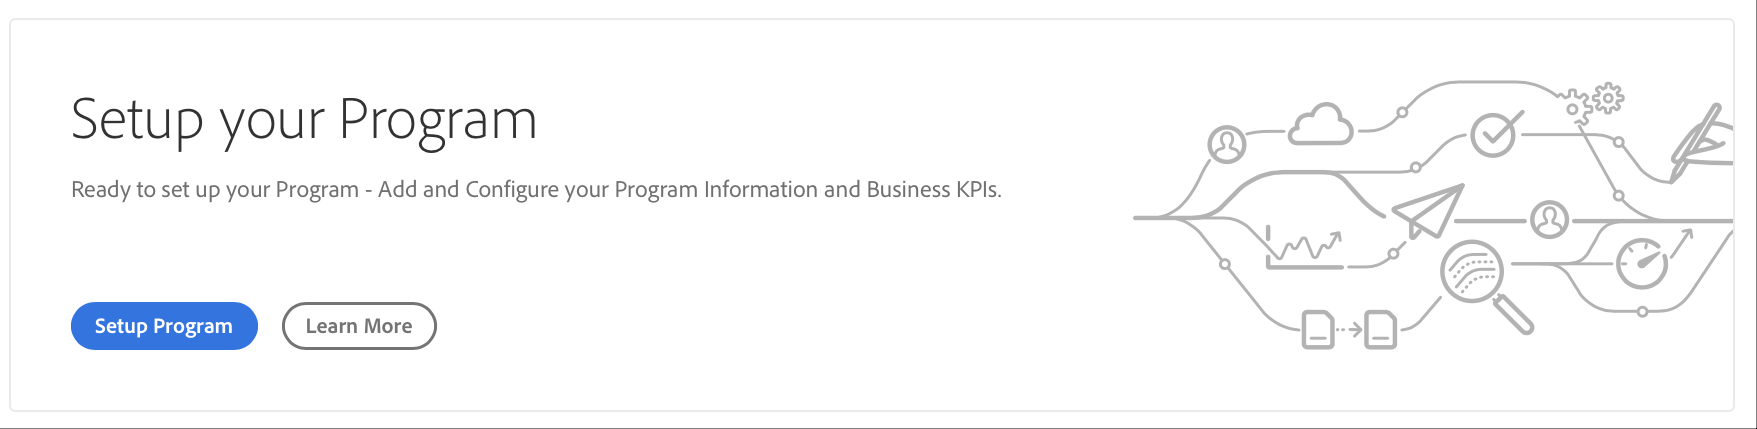 Setup your Program
Ready to set up your Program - Add and Configure your Program Information and Business KPIs.
Setup Program
Learn More